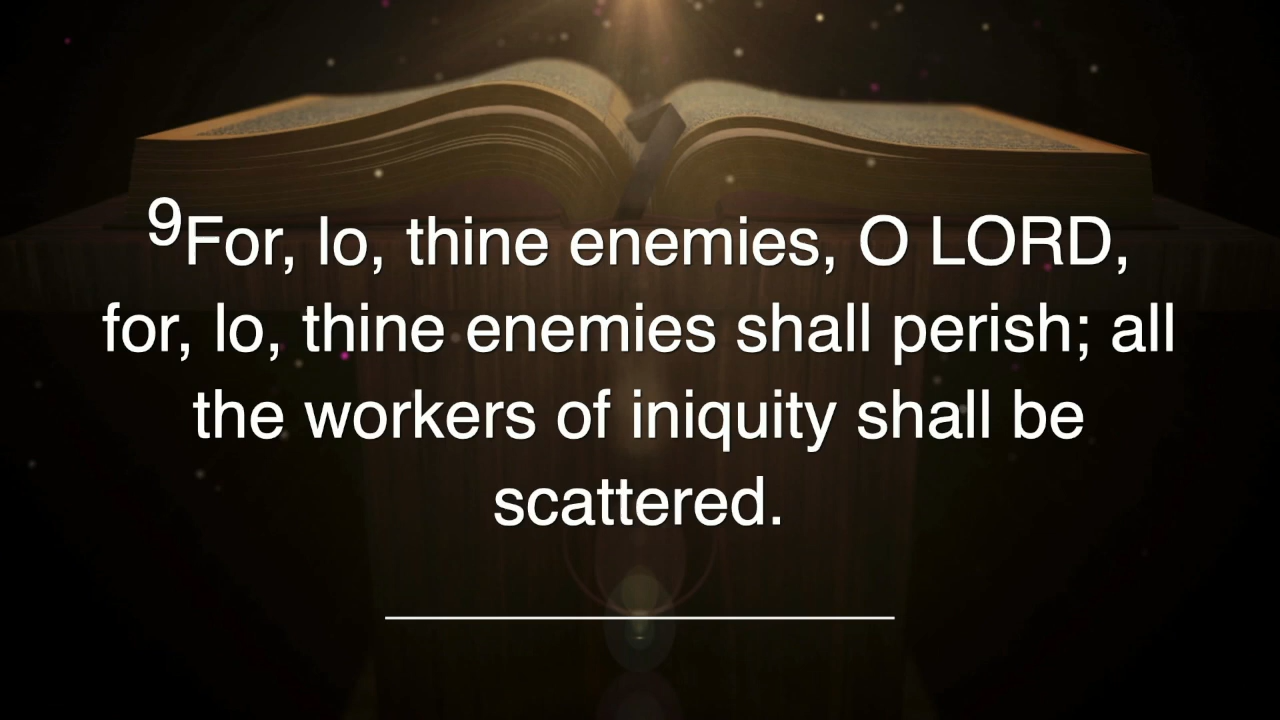 9For, lo, thine enemies, O LORD,
for, lo, thine enemies shall perish; all
the workers of iniquity shall be
scattered.